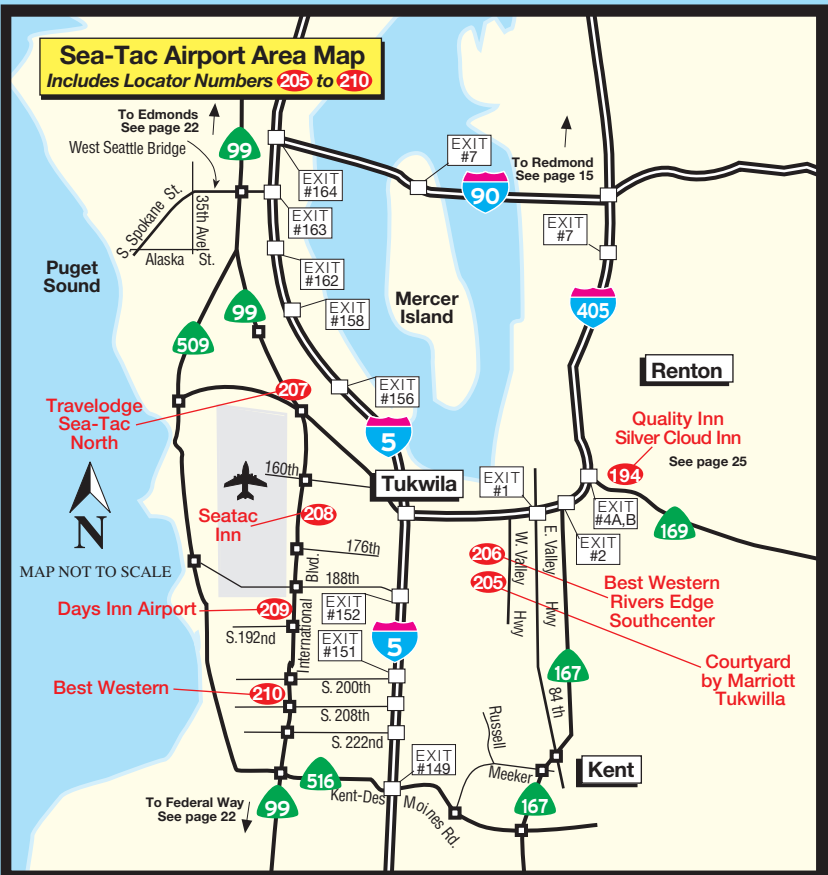 Sea-Tac Airport Area Map
Includes Locator Numbers 205 to 210
To Edmonds
See page 22
West Seattle Bridge
99
EXIT
#164
EXIT
#7
To Redmond
See page 15
90
S. Spokane St.
35th Ave
Alaska St.
EXIT
#163
EXIT
#7
EXIT
#162
Puget
Sound
Mercer
Island
99
EXIT
#158
405
509
Renton
207
EXIT
#156
Travelodge
Sea-Tac
North
5
Quality Inn
Silver Cloud Inn
194
See page 25
160th
Tukwila
EXIT
#1
EXIT
#4A,B
169
N
MAP NOT TO SCALE
Seatac
Inn
208
EXIT
#2
176th
W. Valley
Hwy
E. Valley
Hwy
206
205
Best Western
Rivers Edge
Southcenter
Blvd.
International
188th
Days Inn Airport
209
EXIT
#152
S.192nd
EXIT
#151
5
Courtyard
by Marriott
Tukwilla
167
Best Western
210
S. 200th
84 th
S. 208th
Russell
S. 222nd
EXIT
#149
Meeker
Kent
516
Kent-Des Moines Rd.
167
To Federal Way
See page 22
99